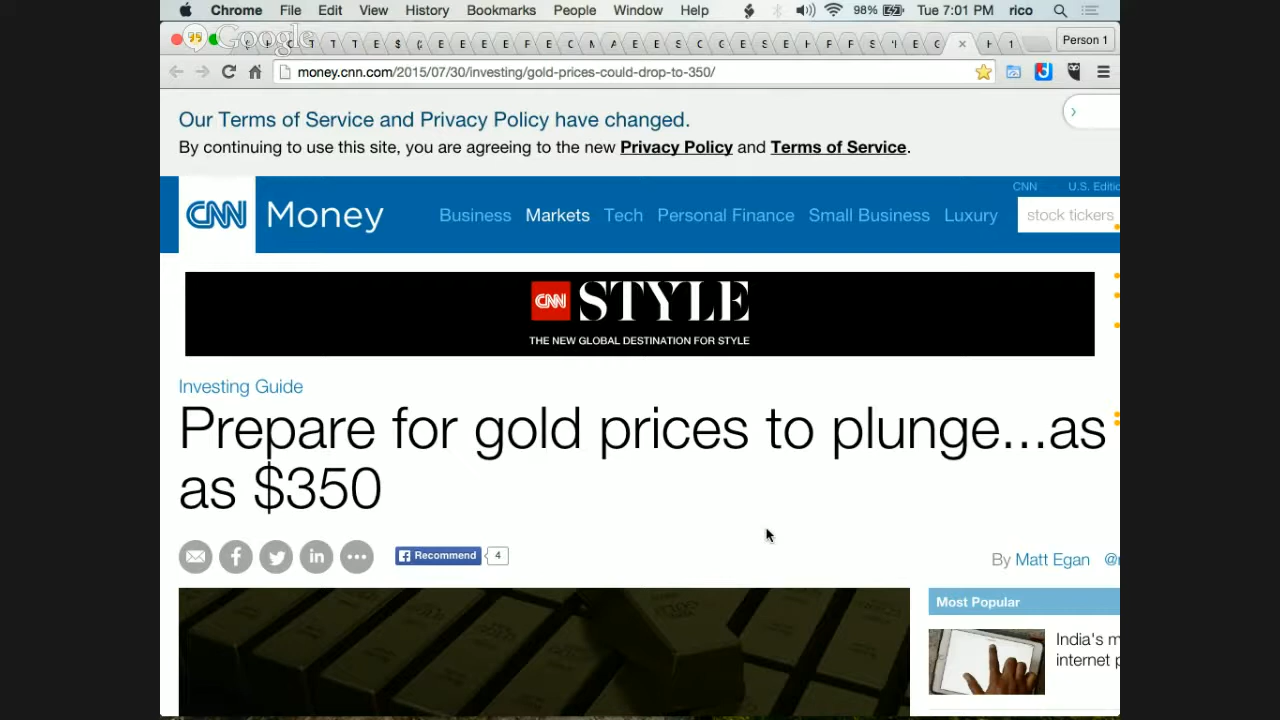 Chrome File Edit View History Bookmarks People Window Help 98% Tue 7:01 PM rico
Google
Person 1
money.cnn.com/2015/07/30/investing/gold-prices-could-drop-to-350/
Our Terms of Service and Privacy Policy have changed.
By continuing to use this site, you are agreeing to the new Privacy Policy and Terms of Service.
CNN U.S. Editi
CNN Money Business Markets Tech Personal Finance Small Business Luxury stock tickers
CNN STYLE
THE NEW GLOBAL DESTINATION FOR STYLE
Investing Guide
Prepare for gold prices to plunge...as
as $350
in Recommend 4
By Matt Egan
Most Popular
India's m
internet p